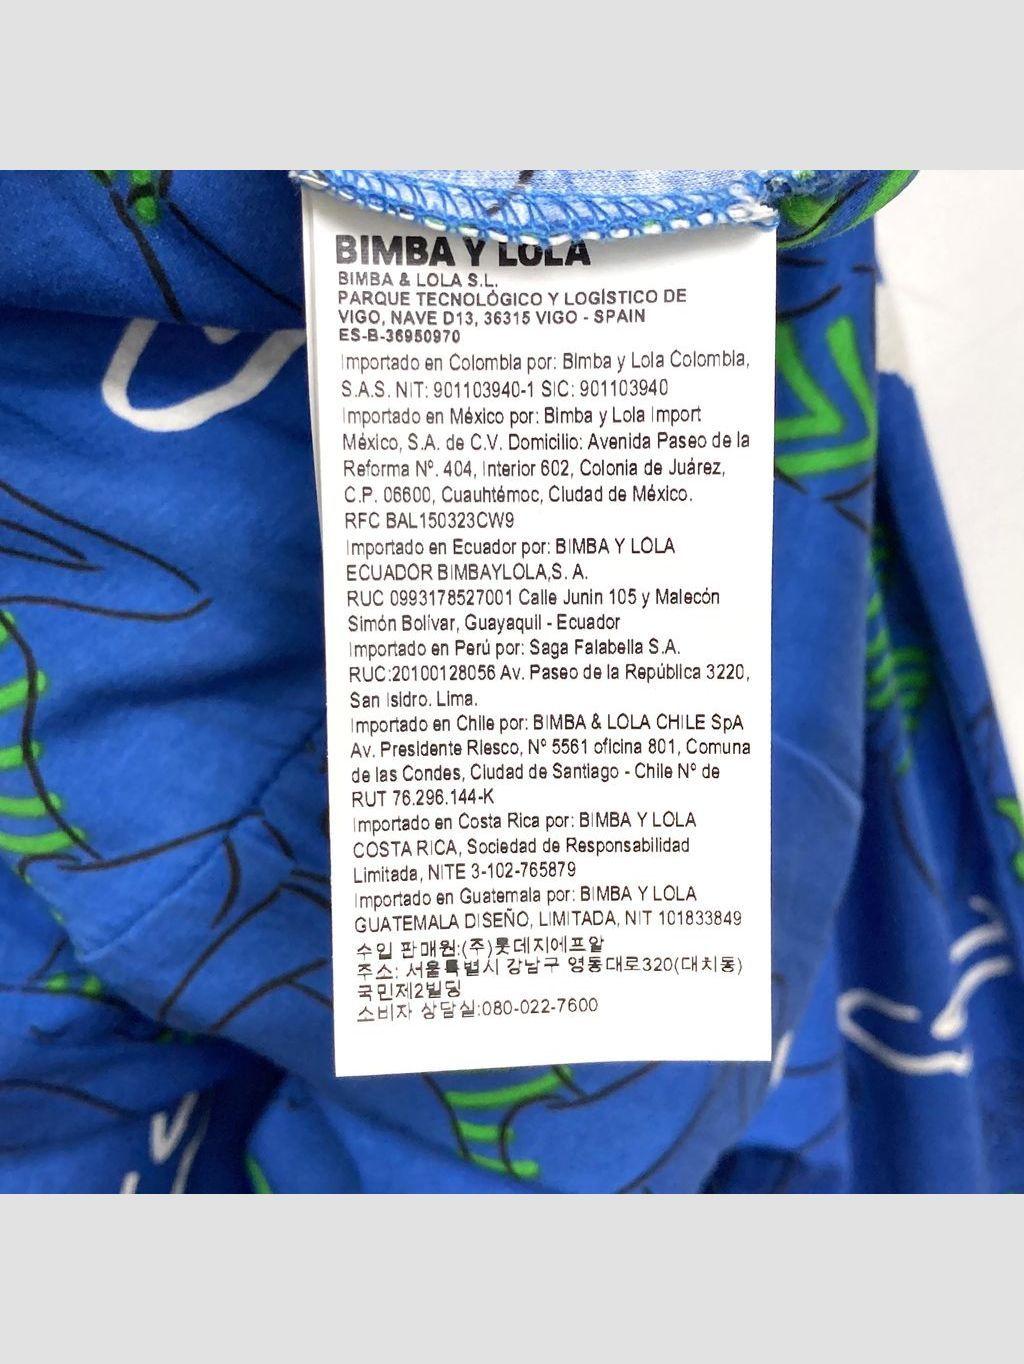 BIMBA Y LOLA
BIMBA & LOLA S.L.
PARQUE TECNOLÓGICO Y LOGÍSTICO DE
VIGO, NAVE D13, 36315 VIGO - SPAIN
ES-B-36950970
Importado en Colombia por: Bimba y Lola Colombia,
S.A.S. NIT: 901103940-1 SIC: 901103940
Importado en México por: Bimba y Lola Import
México, S.A. de C.V. Domicilio: Avenida Paseo de la
Reforma Nº. 404, Interior 602, Colonia de Juárez,
C.P. 06600, Cuauhtémoc, Ciudad de México.
RFC BAL150323CW9
Importado en Ecuador por: BIMBA Y LOLA
ECUADOR BIMBAYLOLA,S. A.
RUC 0993178527001 Calle Junin 105 y Malecón
Simón Bolívar, Guayaquil - Ecuador
Importado en Perú por: Saga Falabella S.A.
RUC:20100128056 Av. Paseo de la República 3220,
San Isidro. Lima.
Importado en Chile por: BIMBA & LOLA CHILE SpA
Av. Presidente Riesco, Nº 5561 oficina 801, Comuna
de las Condes, Ciudad de Santiago - Chile Nº de
RUT 76.296.144-K
Importado en Costa Rica por: BIMBA Y LOLA
COSTA RICA, Sociedad de Responsabilidad
Limitada, NITE 3-102-765879
Importado en Guatemala por: BIMBA Y LOLA
GUATEMALA DISEÑO, LIMITADA, NIT 101833849
수입 판매원:(주)롯데지에프알
주소: 서울특별시 강남구 영동대로320(대치동)
국민제2빌딩
소비자 상담실:080-022-7600